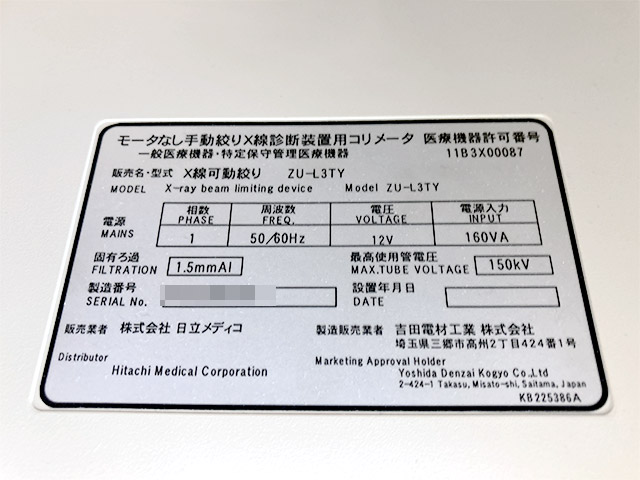 モータなし手動絞りX線診断装置用コリメータ 医療機器許可番号
一般医療機器・特定保守管理医療機器 11B3X00087
販売名・型式 X線可動絞り ZU-L3TY
MODEL X-ray beam limiting device Model ZU-L3TY
電源 相数 周波数 電圧 電源入力
MAINS PHASE FREQ. VOLTAGE INPUT
1 50/60Hz 12V 160VA
固有ろ過 最高使用管電圧
FILTRATION 1.5mmAl MAX.TUBE VOLTAGE 150kV
製造番号 設置年月日
SERIAL No. DATE
販売業者 株式会社 日立メディコ 製造販売業者 吉田電材工業 株式会社
埼玉県三郷市高州2丁目424番1号
Distributor Marketing Approval Holder
Hitachi Medical Corporation Yoshida Denzai Kogyo Co.,Ltd
2-424-1 Takasu, Misato-shi, Saitama, Japan
KB225386A